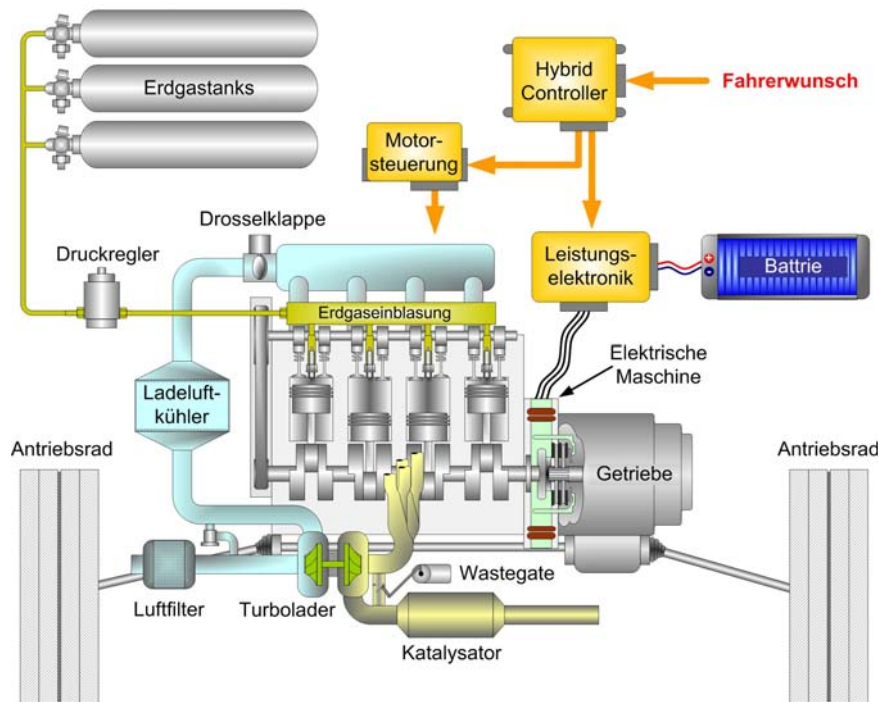 Erdgastanks
Hybrid
Controller
Fahrerwunsch
Motor-
steuerung
Drosselklappe
Druckregler
Leistungs-
elektronik
Battrie
Erdgaseinblasung
Elektrische
Maschine
Ladeluft-
kühler
Antriebsrad
Getriebe
Antriebsrad
Luftfilter
Turbolader
Wastegate
Katalysator